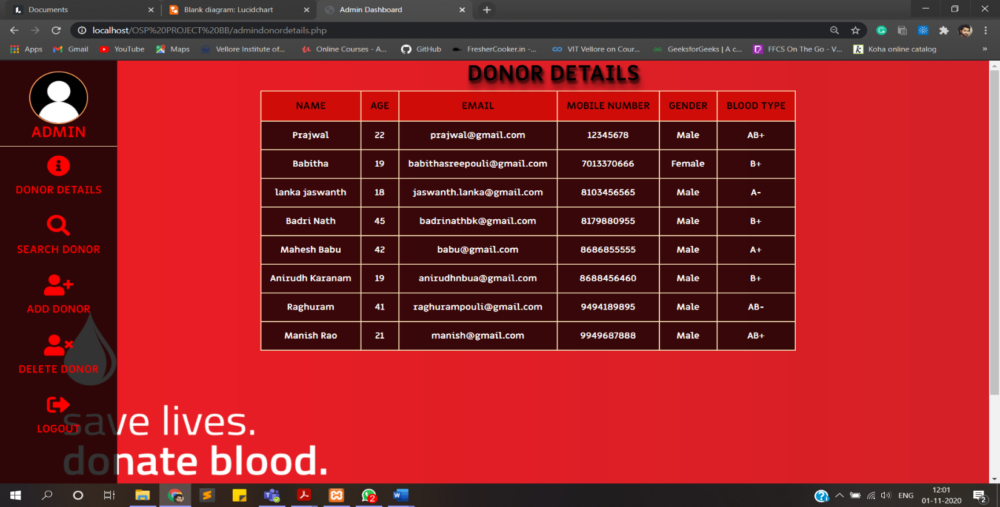 Documents
Blank diagram: Lucidchart
Admin Dashboard
localhost/OSP%20PROJECT%20BB/admindonordetails.php
Apps Gmail YouTube Maps Vellore Institute of... Online Courses - A... GitHub FresherCooker.in -... VIT Vellore on Cour... GeeksforGeeks | A c... FFCS On The Go - V... Koha online catalog »
ADMIN
DONOR DETAILS
SEARCH DONOR
ADD DONOR
DELETE DONOR
LOGOUT
DONOR DETAILS
NAME AGE EMAIL MOBILE NUMBER GENDER BLOOD TYPE
Prajwal 22 prajwal@gmail.com 12345678 Male AB+
Babitha 19 babithasreepouli@gmail.com 7013370666 Female B+
lanka jaswanth 18 jaswanth.lanka@gmail.com 8103456565 Male A-
Badri Nath 45 badrinathbk@gmail.com 8179880955 Male B+
Mahesh Babu 42 babu@gmail.com 8686855555 Male A+
Anirudh Karanam 19 anirudhnbua@gmail.com 8688456460 Male B+
Raghuram 41 raghurampouli@gmail.com 9494189895 Male AB-
Manish Rao 21 manish@gmail.com 9949687888 Male AB+
save lives.
donate blood.
2
ENG
12:01
01-11-2020
2